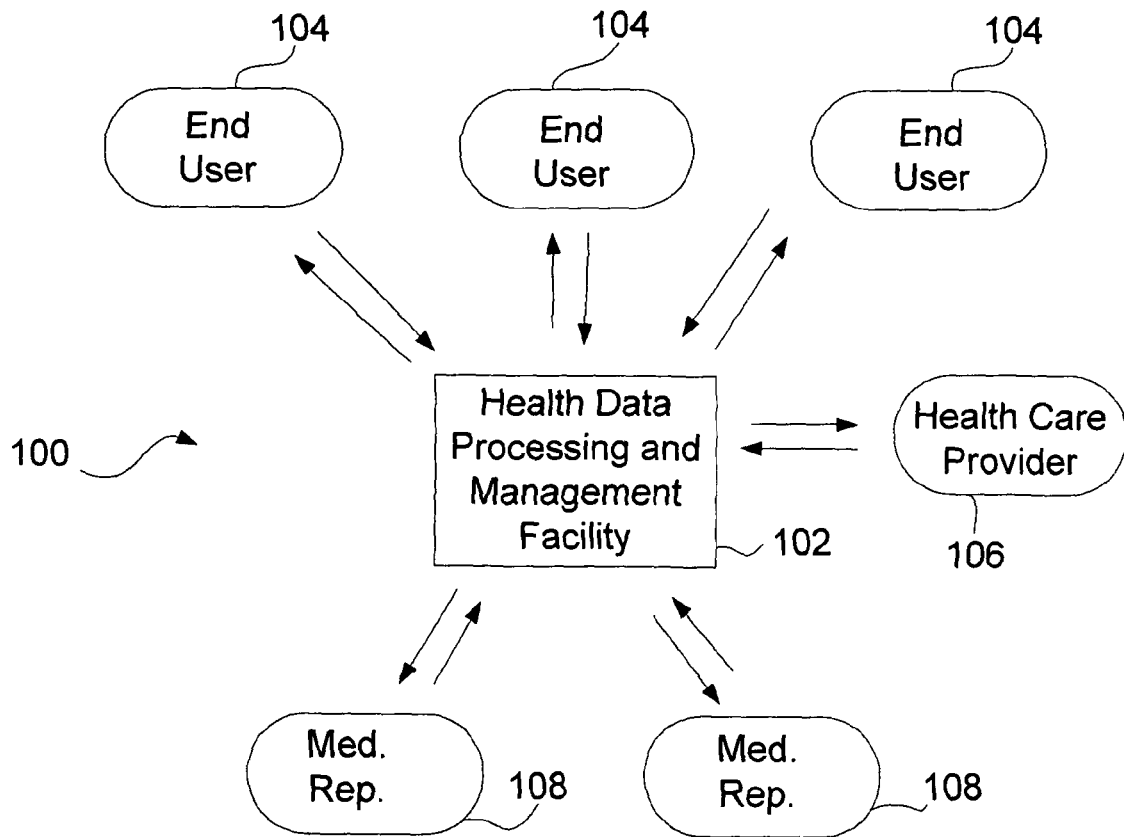 104
104
104
End
User
End
User
End
User
Health Data
Processing and
Management
Facility
Health Care
Provider
100
102
106
Med.
Rep.
108
Med.
Rep.
108